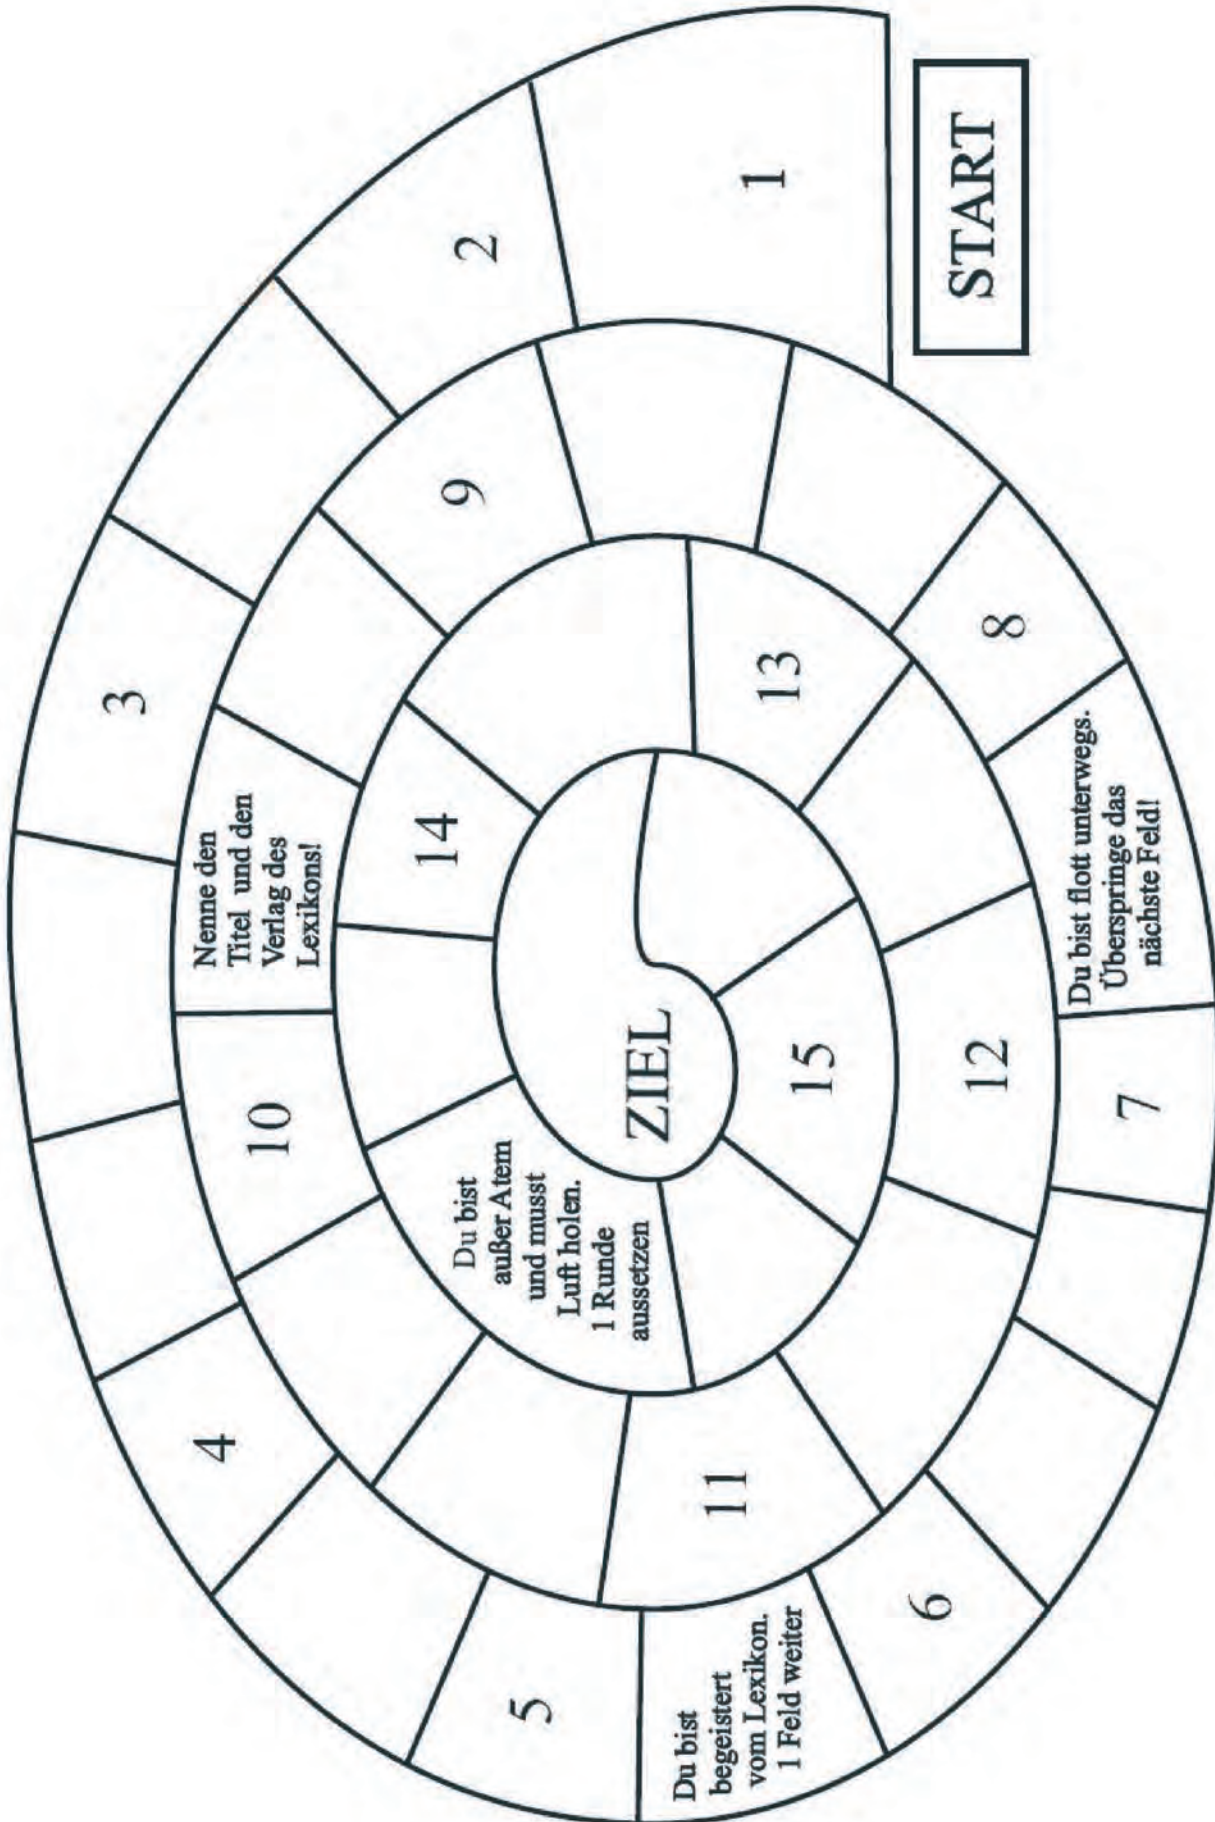 START
1
2
3
4
5
Du bist
begeistert
vom Lexikon.
1 Feld weiter
6
7
Du bist flott unterwegs.
Überspringe das
nächste Feld!
8
9
Nenne den
Titel und den
Verlag des
Lexikons!
10
11
12
13
14
Du bist
außer Atem
und musst
Luft holen.
1 Runde
aussetzen
15
ZIEL